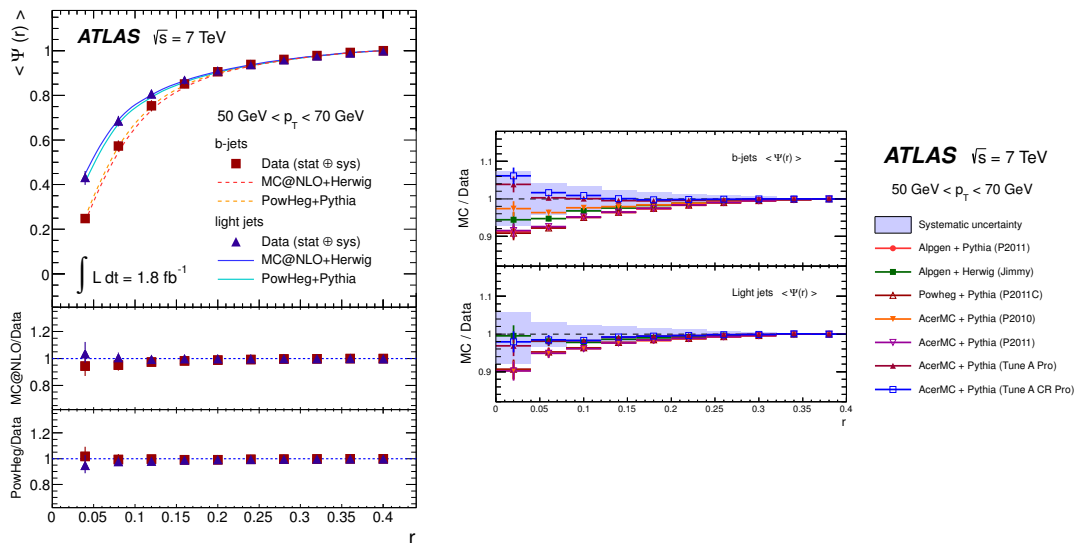 ATLAS √s = 7 TeV
< Ψ (r) >
1
0.8
0.6
0.4
0.2
0
50 GeV < p_T < 70 GeV
b-jets
Data (stat ⊕ sys)
MC@NLO+Herwig
PowHeg+Pythia
light jets
Data (stat ⊕ sys)
MC@NLO+Herwig
PowHeg+Pythia
∫ L dt = 1.8 fb⁻¹
MC@NLO/Data
1.2
1
0.8
PowHeg/Data
1.2
1
0.8
0 0.05 0.1 0.15 0.2 0.25 0.3 0.35 0.4
r
MC / Data
1.1
1
0.9
b-jets <Ψ(r) >
MC / Data
1.1
1
0.9
Light jets <Ψ(r) >
0 0.05 0.1 0.15 0.2 0.25 0.3 0.35 0.4
r
ATLAS √s = 7 TeV
50 GeV < p_T < 70 GeV
Systematic uncertainty
Alpgen + Pythia (P2011)
Alpgen + Herwig (Jimmy)
Powheg + Pythia (P2011C)
AcerMC + Pythia (P2010)
AcerMC + Pythia (P2011)
AcerMC + Pythia (Tune A Pro)
AcerMC + Pythia (Tune A CR Pro)